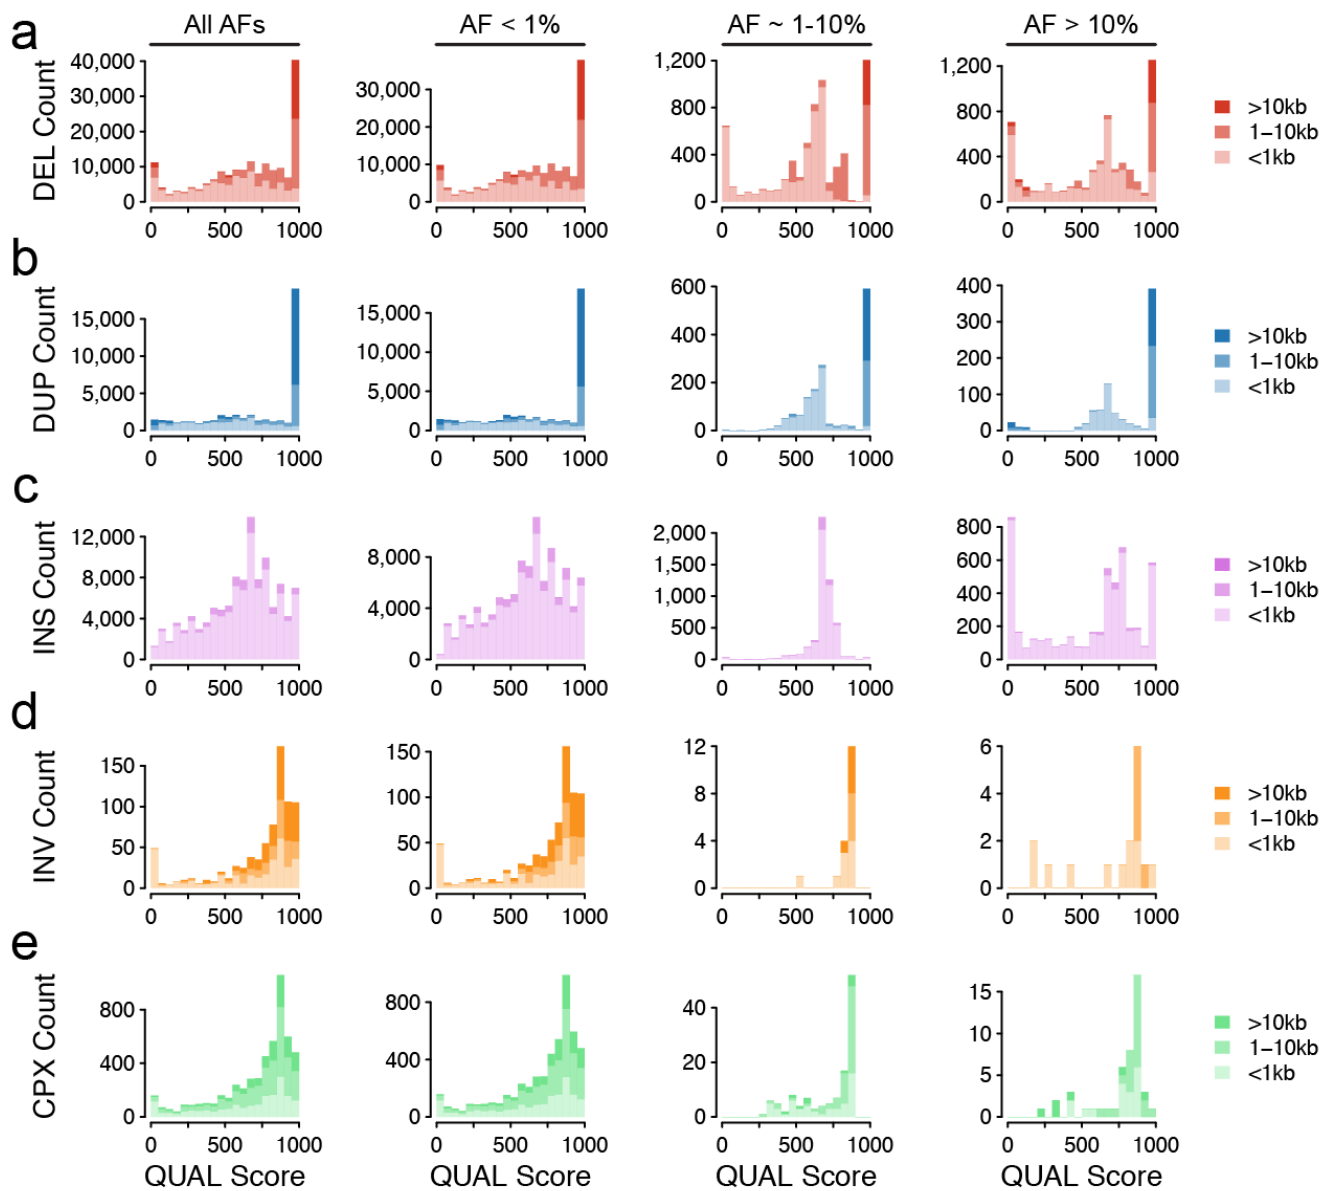 a
All AFs
AF < 1%
AF ~ 1-10%
AF > 10%
DEL Count
40,000
30,000
20,000
10,000
0
0 500 1000
30,000
20,000
10,000
0
0 500 1000
1,200
800
400
0
0 500 1000
1,200
800
400
0
0 500 1000
>10kb
1–10kb
<1kb
b
DUP Count
15,000
10,000
5,000
0
0 500 1000
15,000
10,000
5,000
0
0 500 1000
600
400
200
0
0 500 1000
400
300
200
100
0
0 500 1000
>10kb
1–10kb
<1kb
c
INS Count
12,000
8,000
4,000
0
0 500 1000
8,000
4,000
0
0 500 1000
2,000
1,500
1,000
500
0
0 500 1000
800
600
400
200
0
0 500 1000
>10kb
1–10kb
<1kb
d
INV Count
150
100
50
0
0 500 1000
150
100
50
0
0 500 1000
12
8
4
0
0 500 1000
6
4
2
0
0 500 1000
>10kb
1–10kb
<1kb
e
CPX Count
800
400
0
0 500 1000
QUAL Score
800
400
0
0 500 1000
QUAL Score
40
20
0
0 500 1000
QUAL Score
15
10
5
0
0 500 1000
QUAL Score
>10kb
1–10kb
<1kb